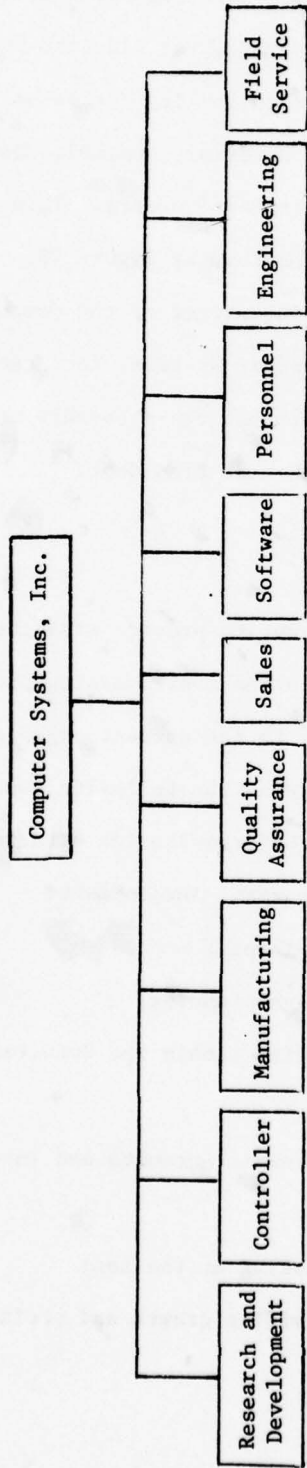 Computer Systems, Inc.
Research and
Development
Controller
Manufacturing
Quality
Assurance
Sales
Software
Personnel
Engineering
Field
Service